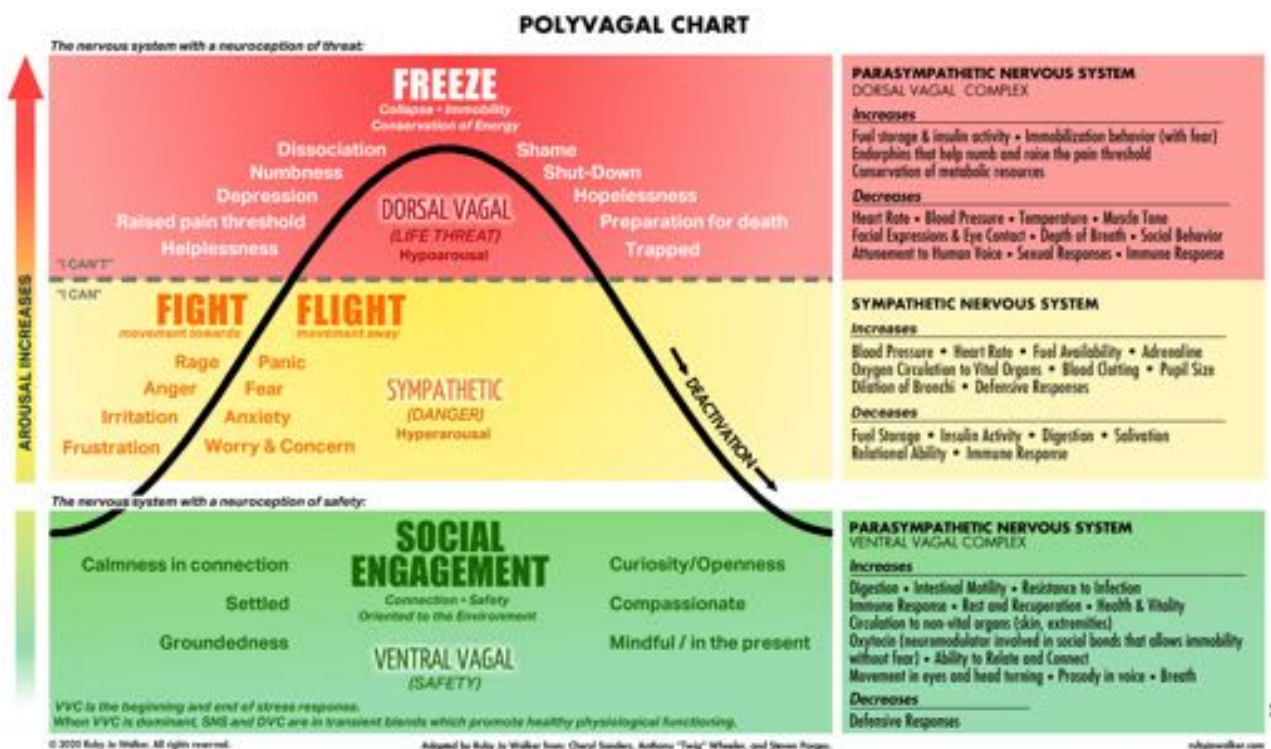 POLYVAGAL CHART
The nervous system with a neuroception of threat:
FREEZE
Collapse • Immobility
Conservation of Energy
Dissociation
Numbness
Depression
Raised pain threshold
Helplessness
Shame
Shut-Down
Hopelessness
Preparation for death
Trapped
DORSAL VAGAL
(LIFE THREAT)
Hypoarousal
"I CAN'T"
"I CAN"
FIGHT
movement towards
FLIGHT
movement away
Rage
Panic
Anger
Fear
Irritation
Anxiety
Frustration
Worry & Concern
SYMPATHETIC
(DANGER)
Hyperarousal
DEACTIVATION
AROUSAL INCREASES
The nervous system with a neuroception of safety:
SOCIAL
ENGAGEMENT
Connection • Safety
Oriented to the Environment
Calmness in connection
Settled
Groundedness
Curiosity/Openness
Compassionate
Mindful / in the present
VENTRAL VAGAL
(SAFETY)
VVC is the beginning and end of stress response.
When VVC is dominant, SNS and DVC are in transient blends which promote healthy physiological functioning.
PARASYMPATHETIC NERVOUS SYSTEM
DORSAL VAGAL COMPLEX
Increases
Fuel storage & insulin activity • Immobilization behavior (with fear)
Endorphins that help numb and raise the pain threshold
Conservation of metabolic resources
Decreases
Heart Rate • Blood Pressure • Temperature • Muscle Tone
Facial Expressions & Eye Contact • Depth of Breath • Social Behavior
Attunement to Human Voice • Sexual Responses • Immune Response
SYMPATHETIC NERVOUS SYSTEM
Increases
Blood Pressure • Heart Rate • Fuel Availability • Adrenaline
Oxygen Circulation to Vital Organs • Blood Clotting • Pupil Size
Dilation of Bronchi • Defensive Responses
Deceases
Fuel Storage • Insulin Activity • Digestion • Salivation
Relational Ability • Immune Response
PARASYMPATHETIC NERVOUS SYSTEM
VENTRAL VAGAL COMPLEX
Increases
Digestion • Intestinal Motility • Resistance to Infection
Immune Response • Rest and Recuperation • Health & Vitality
Circulation to non-vital organs (skin, extremities)
Oxytocin (neuromodulator involved in social bonds that allows immobility
without fear) • Ability to Relate and Connect
Movement in eyes and head turning • Prosody in voice • Breath
Decreases
Defensive Responses
© 2020 Ruby Jo Walker. All rights reserved.
Adapted by Ruby Jo Walker from: Cheryl Sanders, Anthony "Twig" Wheeler, and Steven Porges.
rubyjowalker.com